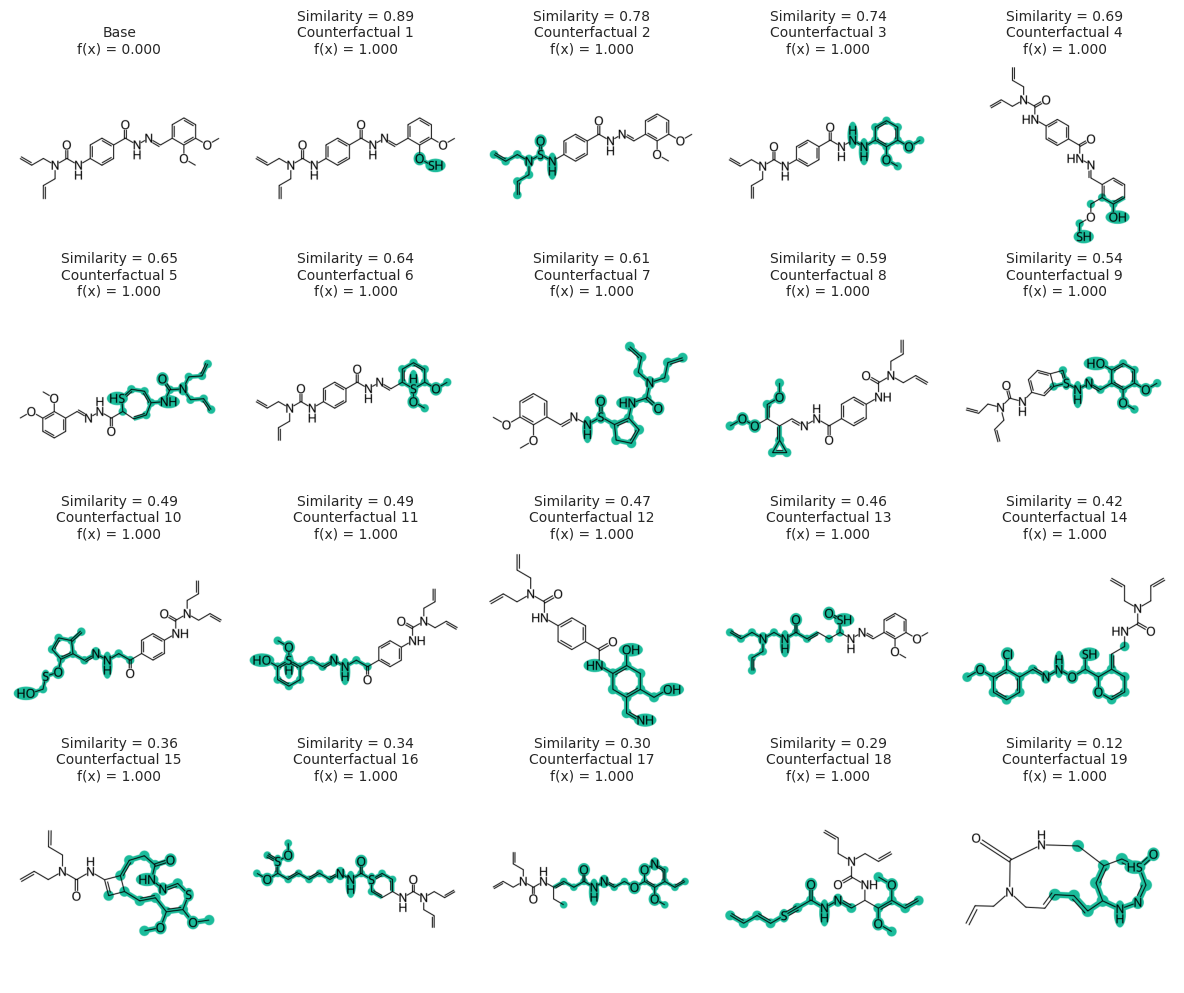 Base
f(x) = 0.000
Similarity = 0.89
Counterfactual 1
f(x) = 1.000
Similarity = 0.78
Counterfactual 2
f(x) = 1.000
Similarity = 0.74
Counterfactual 3
f(x) = 1.000
Similarity = 0.69
Counterfactual 4
f(x) = 1.000
Similarity = 0.65
Counterfactual 5
f(x) = 1.000
Similarity = 0.64
Counterfactual 6
f(x) = 1.000
Similarity = 0.61
Counterfactual 7
f(x) = 1.000
Similarity = 0.59
Counterfactual 8
f(x) = 1.000
Similarity = 0.54
Counterfactual 9
f(x) = 1.000
Similarity = 0.49
Counterfactual 10
f(x) = 1.000
Similarity = 0.49
Counterfactual 11
f(x) = 1.000
Similarity = 0.47
Counterfactual 12
f(x) = 1.000
Similarity = 0.46
Counterfactual 13
f(x) = 1.000
Similarity = 0.42
Counterfactual 14
f(x) = 1.000
Similarity = 0.36
Counterfactual 15
f(x) = 1.000
Similarity = 0.34
Counterfactual 16
f(x) = 1.000
Similarity = 0.30
Counterfactual 17
f(x) = 1.000
Similarity = 0.29
Counterfactual 18
f(x) = 1.000
Similarity = 0.12
Counterfactual 19
f(x) = 1.000